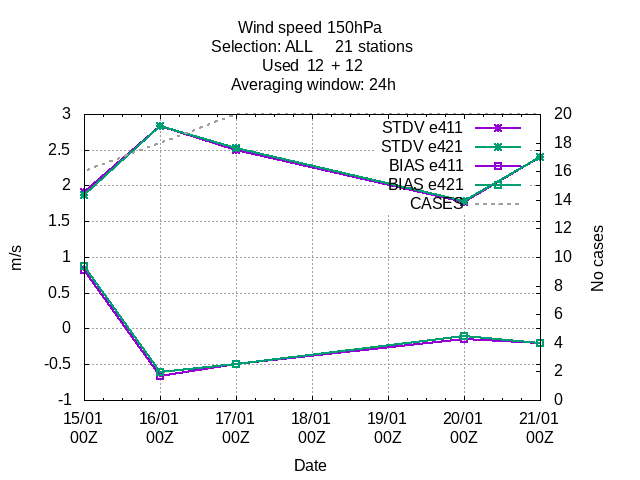 Wind speed 150hPa
Selection: ALL 21 stations
Used 12 + 12
Averaging window: 24h
3
2.5
2
1.5
1
0.5
0
-0.5
-1
m/s
20
18
16
14
12
10
8
6
4
2
0
No cases
STDV e411
STDV e421
BIAS e411
BIAS e421
CASES
15/01 16/01 17/01 18/01 19/01 20/01 21/01
00Z 00Z 00Z 00Z 00Z 00Z 00Z
Date